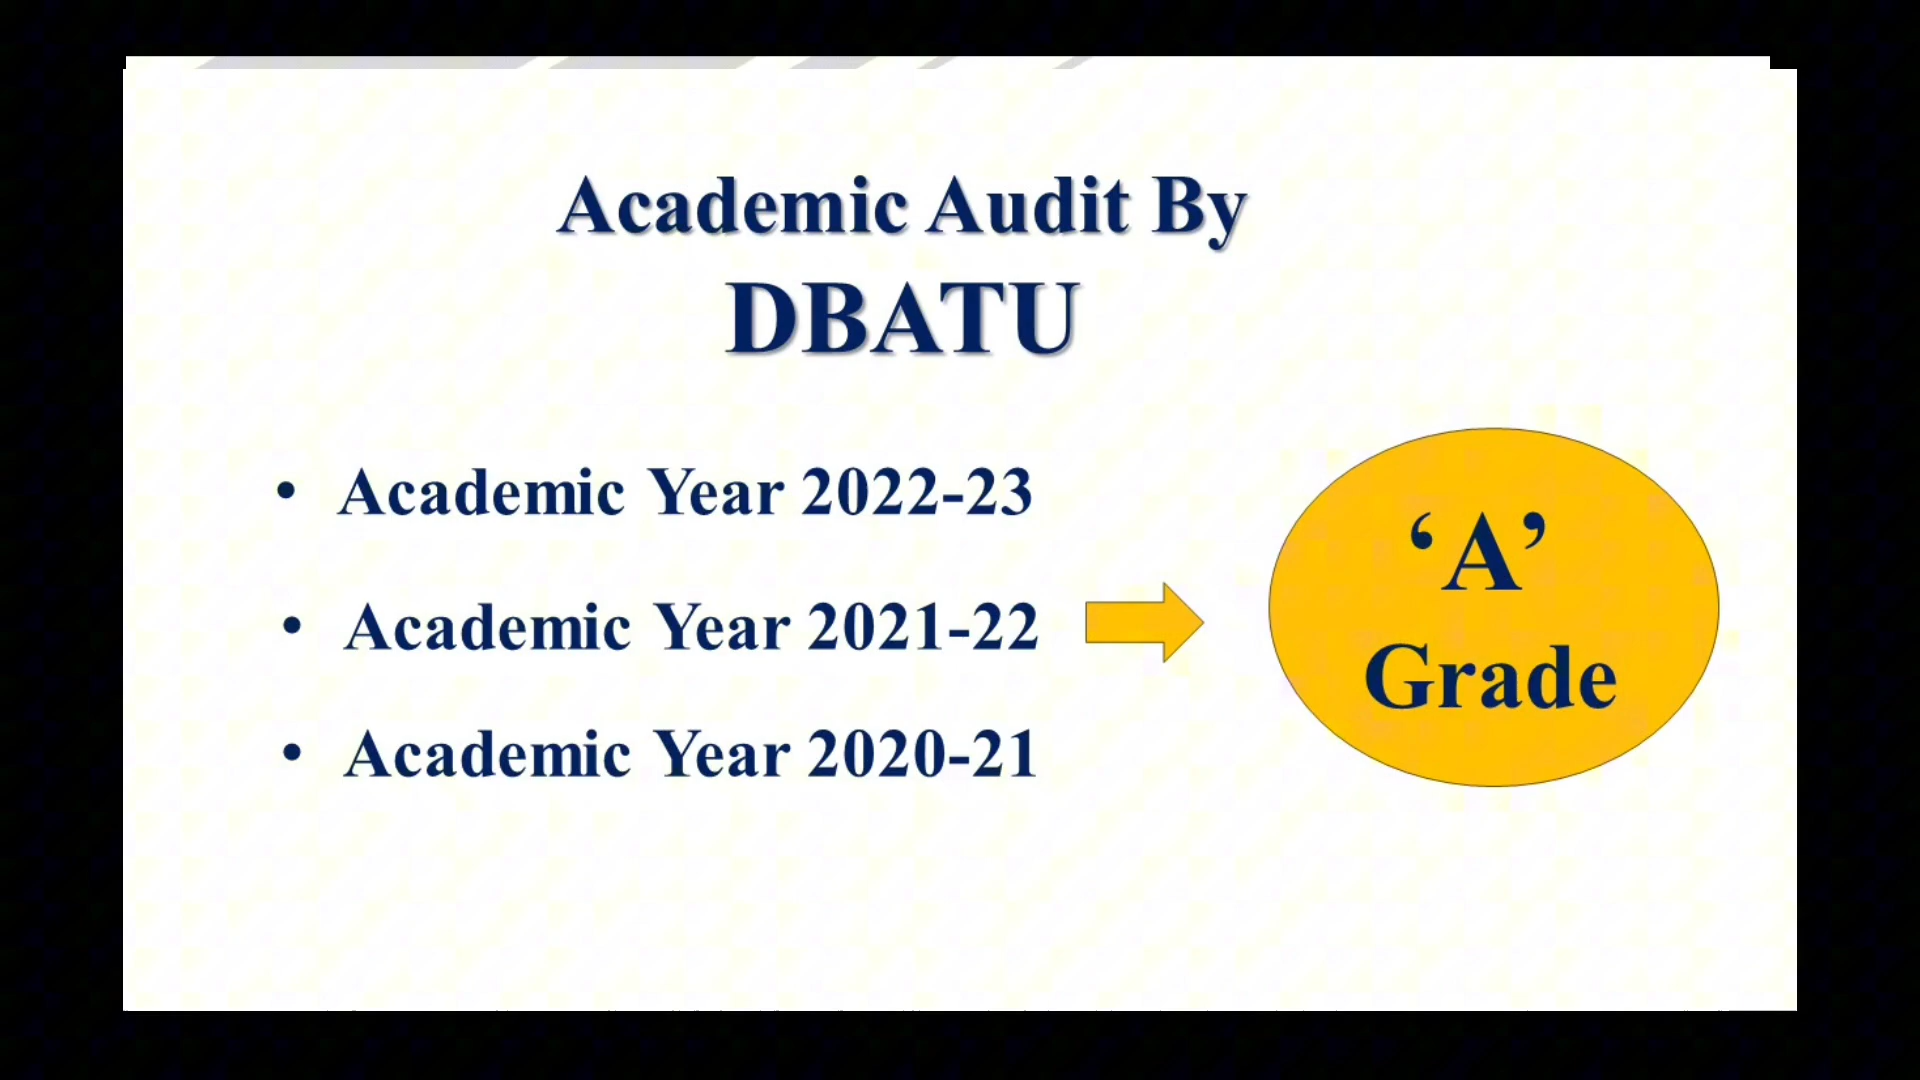 Academic Audit By
DBATU
• Academic Year 2022-23
• Academic Year 2021-22
• Academic Year 2020-21
‘A’
Grade